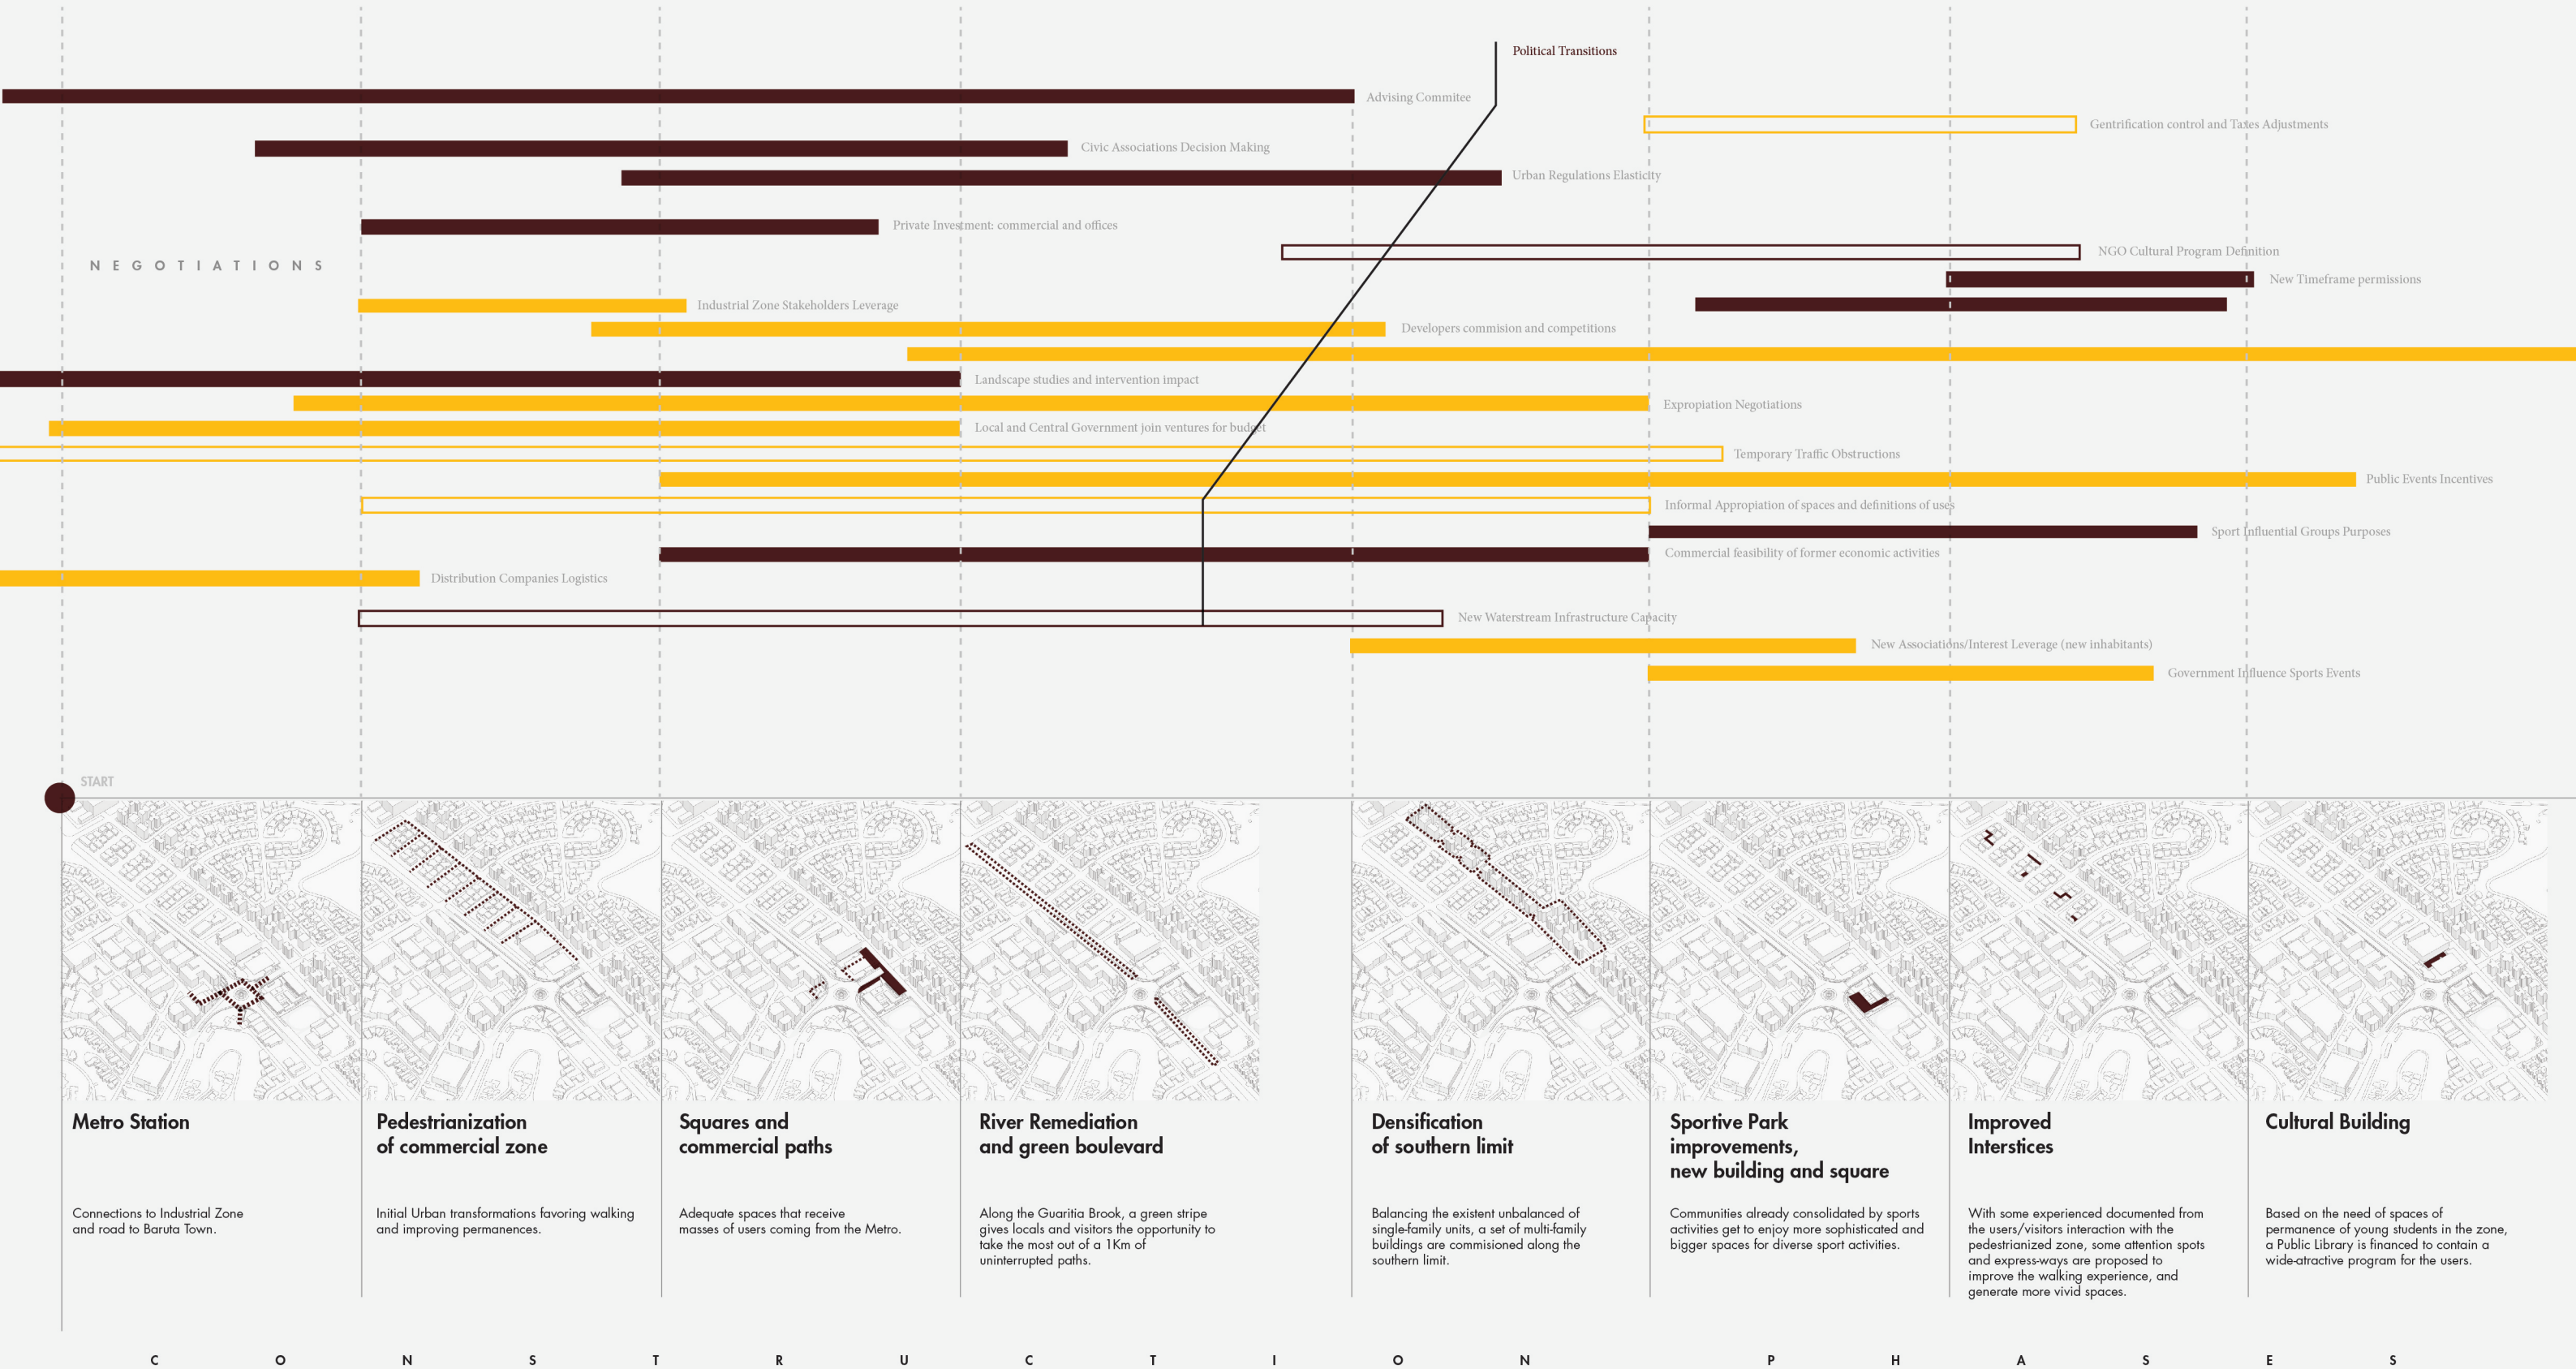 Political Transitions
Advising Commitee
Gentrification control and Taxes Adjustments
Civic Associations Decision Making
Urban Regulations Elasticity
Private Investment: commercial and offices
NGO Cultural Program Definition
NEGOTIATIONS
New Timeframe permissions
Industrial Zone Stakeholders Leverage
Developers commision and competitions
Landscape studies and intervention impact
Expropiation Negotiations
Local and Central Government join ventures for budget
Temporary Traffic Obstructions
Public Events Incentives
Informal Appropiation of spaces and definitions of uses
Sport Influential Groups Purposes
Commercial feasibility of former economic activities
Distribution Companies Logistics
New Waterstream Infrastructure Capacity
New Associations/Interest Leverage (new inhabitants)
Government Influence Sports Events
START
Metro Station
Connections to Industrial Zone
and road to Baruta Town.
Pedestrianization
of commercial zone
Initial Urban transformations favoring walking
and improving permanences.
Squares and
commercial paths
Adequate spaces that receive
masses of users coming from the Metro.
River Remediation
and green boulevard
Along the Guaritia Brook, a green stripe
gives locals and visitors the opportunity to
take the most out of a 1Km of
uninterrupted paths.
Densification
of southern limit
Balancing the existent unbalanced of
single-family units, a set of multi-family
buildings are commisioned along the
southern limit.
Sportive Park
improvements,
new building and square
Communities already consolidated by sports
activities get to enjoy more sophisticated and
bigger spaces for diverse sport activities.
Improved
Interstices
With some experienced documented from
the users/visitors interaction with the
pedestrianized zone, some attention spots
and express-ways are proposed to
improve the walking experience, and
generate more vivid spaces.
Cultural Building
Based on the need of spaces of
permanence of young students in the zone,
a Public Library is financed to contain a
wide-atractive program for the users.
CONSTRUCTION PHASES